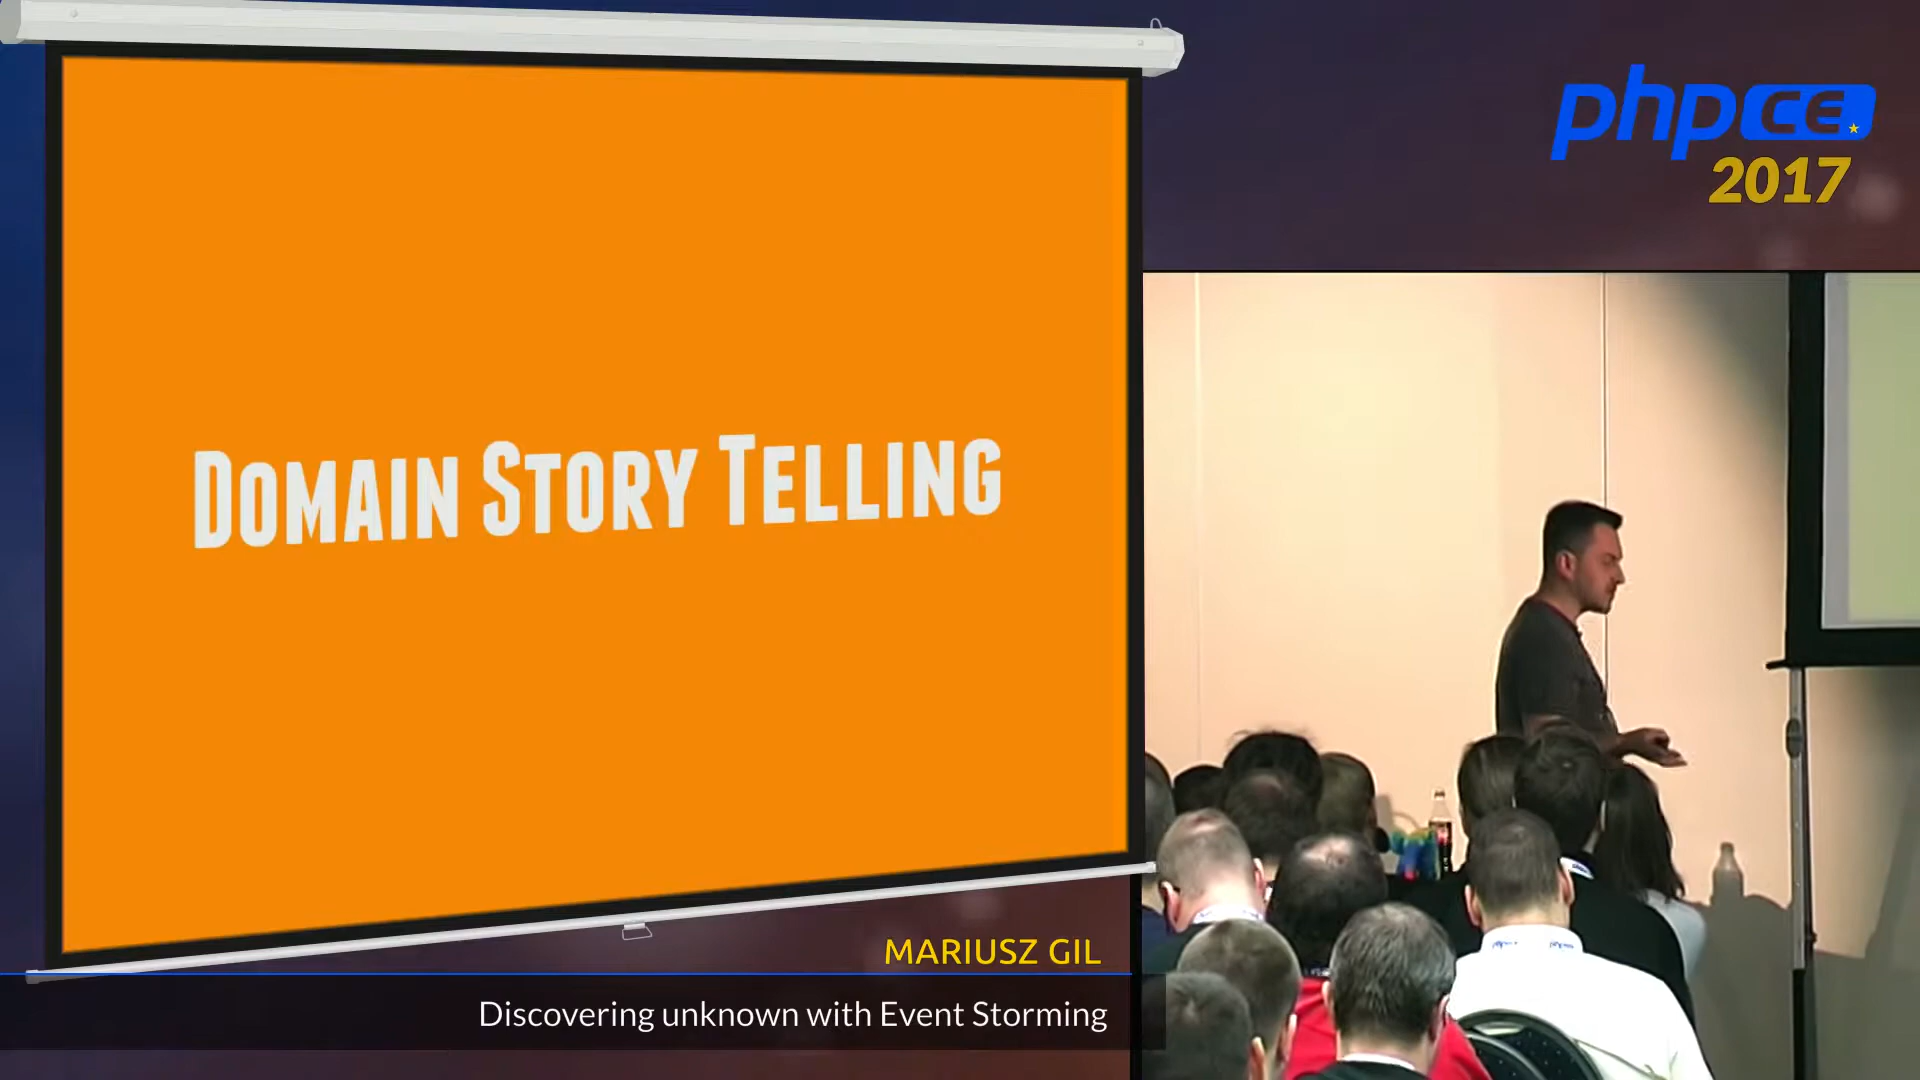 DOMAIN STORY TELLING
phpCE
2017
MARIUSZ GIL
Discovering unknown with Event Storming